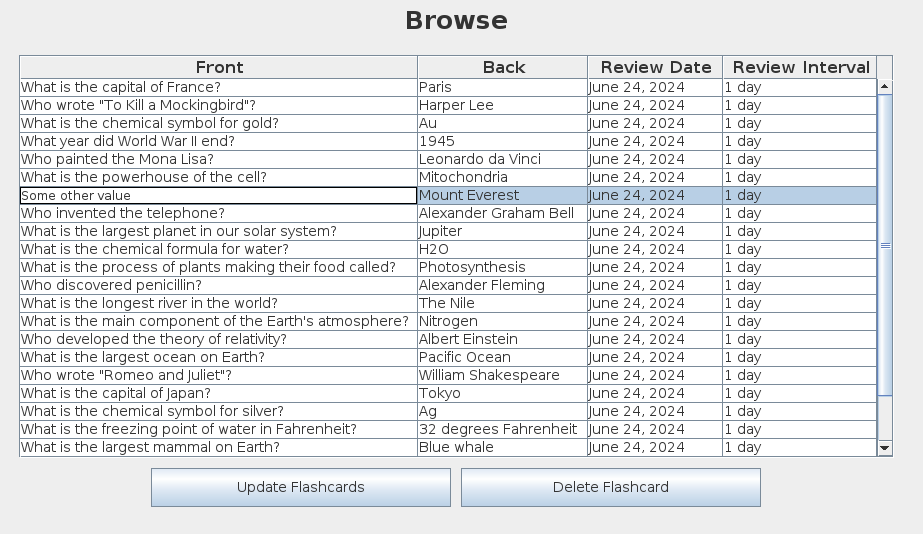 Browse
Front Back Review Date Review Interval
What is the capital of France? Paris June 24, 2024 1 day
Who wrote "To Kill a Mockingbird"? Harper Lee June 24, 2024 1 day
What is the chemical symbol for gold? Au June 24, 2024 1 day
What year did World War II end? 1945 June 24, 2024 1 day
Who painted the Mona Lisa? Leonardo da Vinci June 24, 2024 1 day
What is the powerhouse of the cell? Mitochondria June 24, 2024 1 day
Some other value Mount Everest June 24, 2024 1 day
Who invented the telephone? Alexander Graham Bell June 24, 2024 1 day
What is the largest planet in our solar system? Jupiter June 24, 2024 1 day
What is the chemical formula for water? H2O June 24, 2024 1 day
What is the process of plants making their food called? Photosynthesis June 24, 2024 1 day
Who discovered penicillin? Alexander Fleming June 24, 2024 1 day
What is the longest river in the world? The Nile June 24, 2024 1 day
What is the main component of the Earth's atmosphere? Nitrogen June 24, 2024 1 day
Who developed the theory of relativity? Albert Einstein June 24, 2024 1 day
What is the largest ocean on Earth? Pacific Ocean June 24, 2024 1 day
Who wrote "Romeo and Juliet"? William Shakespeare June 24, 2024 1 day
What is the capital of Japan? Tokyo June 24, 2024 1 day
What is the chemical symbol for silver? Ag June 24, 2024 1 day
What is the freezing point of water in Fahrenheit? 32 degrees Fahrenheit June 24, 2024 1 day
What is the largest mammal on Earth? Blue whale June 24, 2024 1 day
Update Flashcards Delete Flashcard